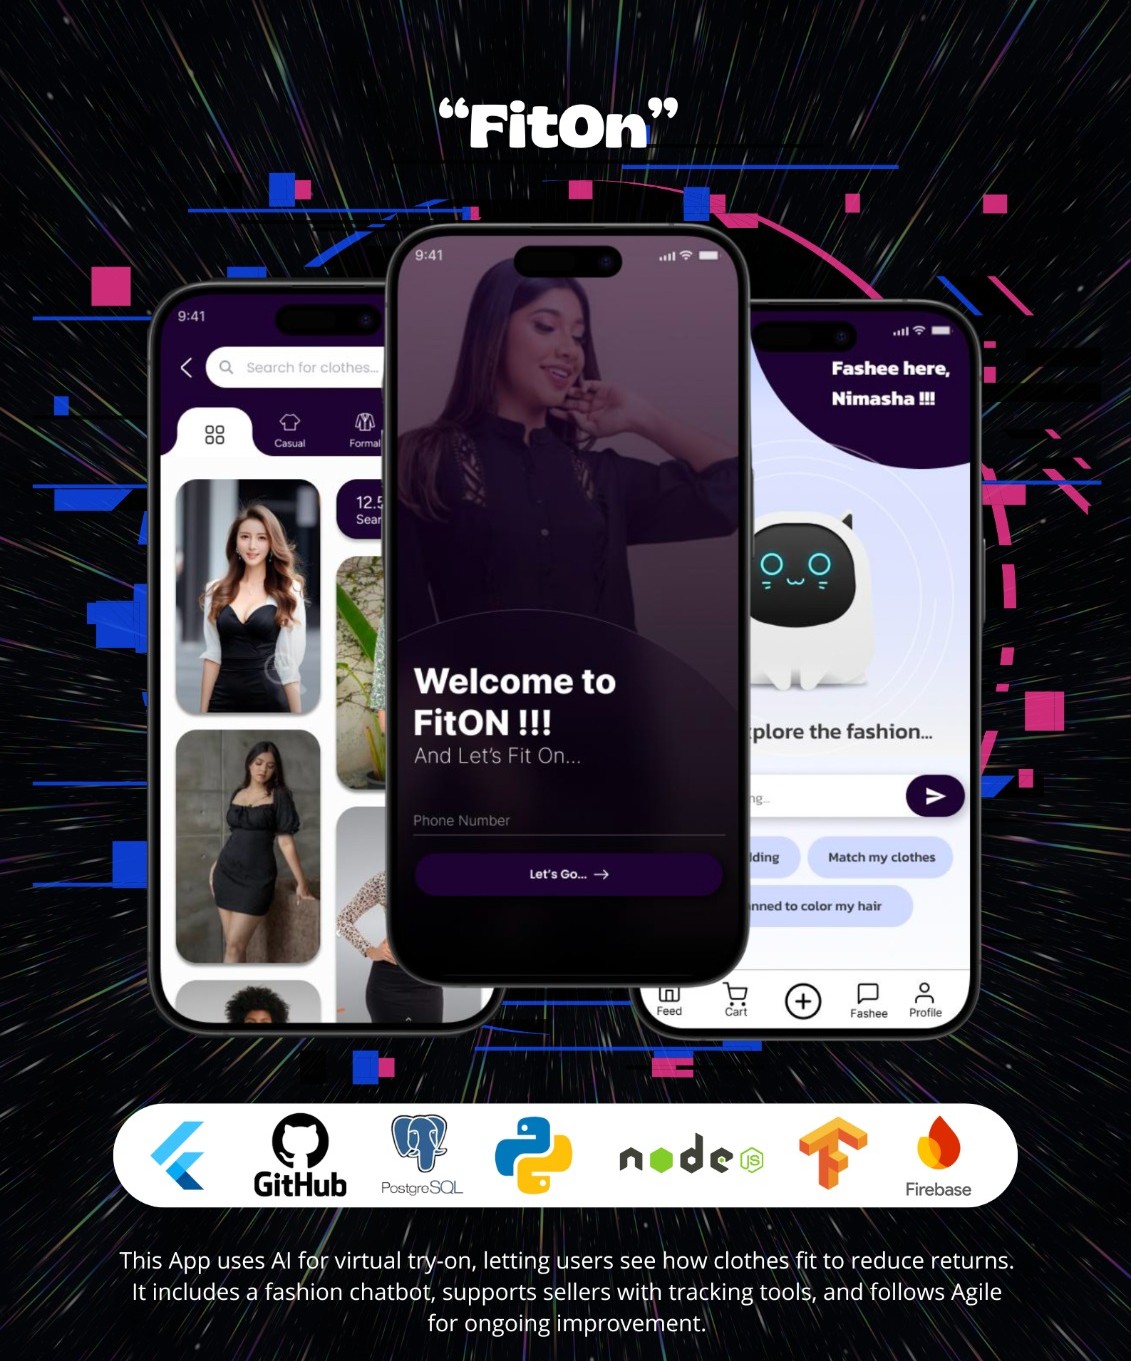 “FitOn”
9:41
Search for clothes...
Casual
Formal
12.5
9:41
Welcome to
FitON !!!
And Let's Fit On...
Phone Number
Let's Go...
Fashee here,
Nimasha !!!
the fashion...
Match my clothes
to color my hair
Feed
Cart
Fashee
Profile
GitHub
PostgreSQL
node
JS
Firebase
This App uses AI for virtual try-on, letting users see how clothes fit to reduce returns.
It includes a fashion chatbot, supports sellers with tracking tools, and follows Agile
for ongoing improvement.